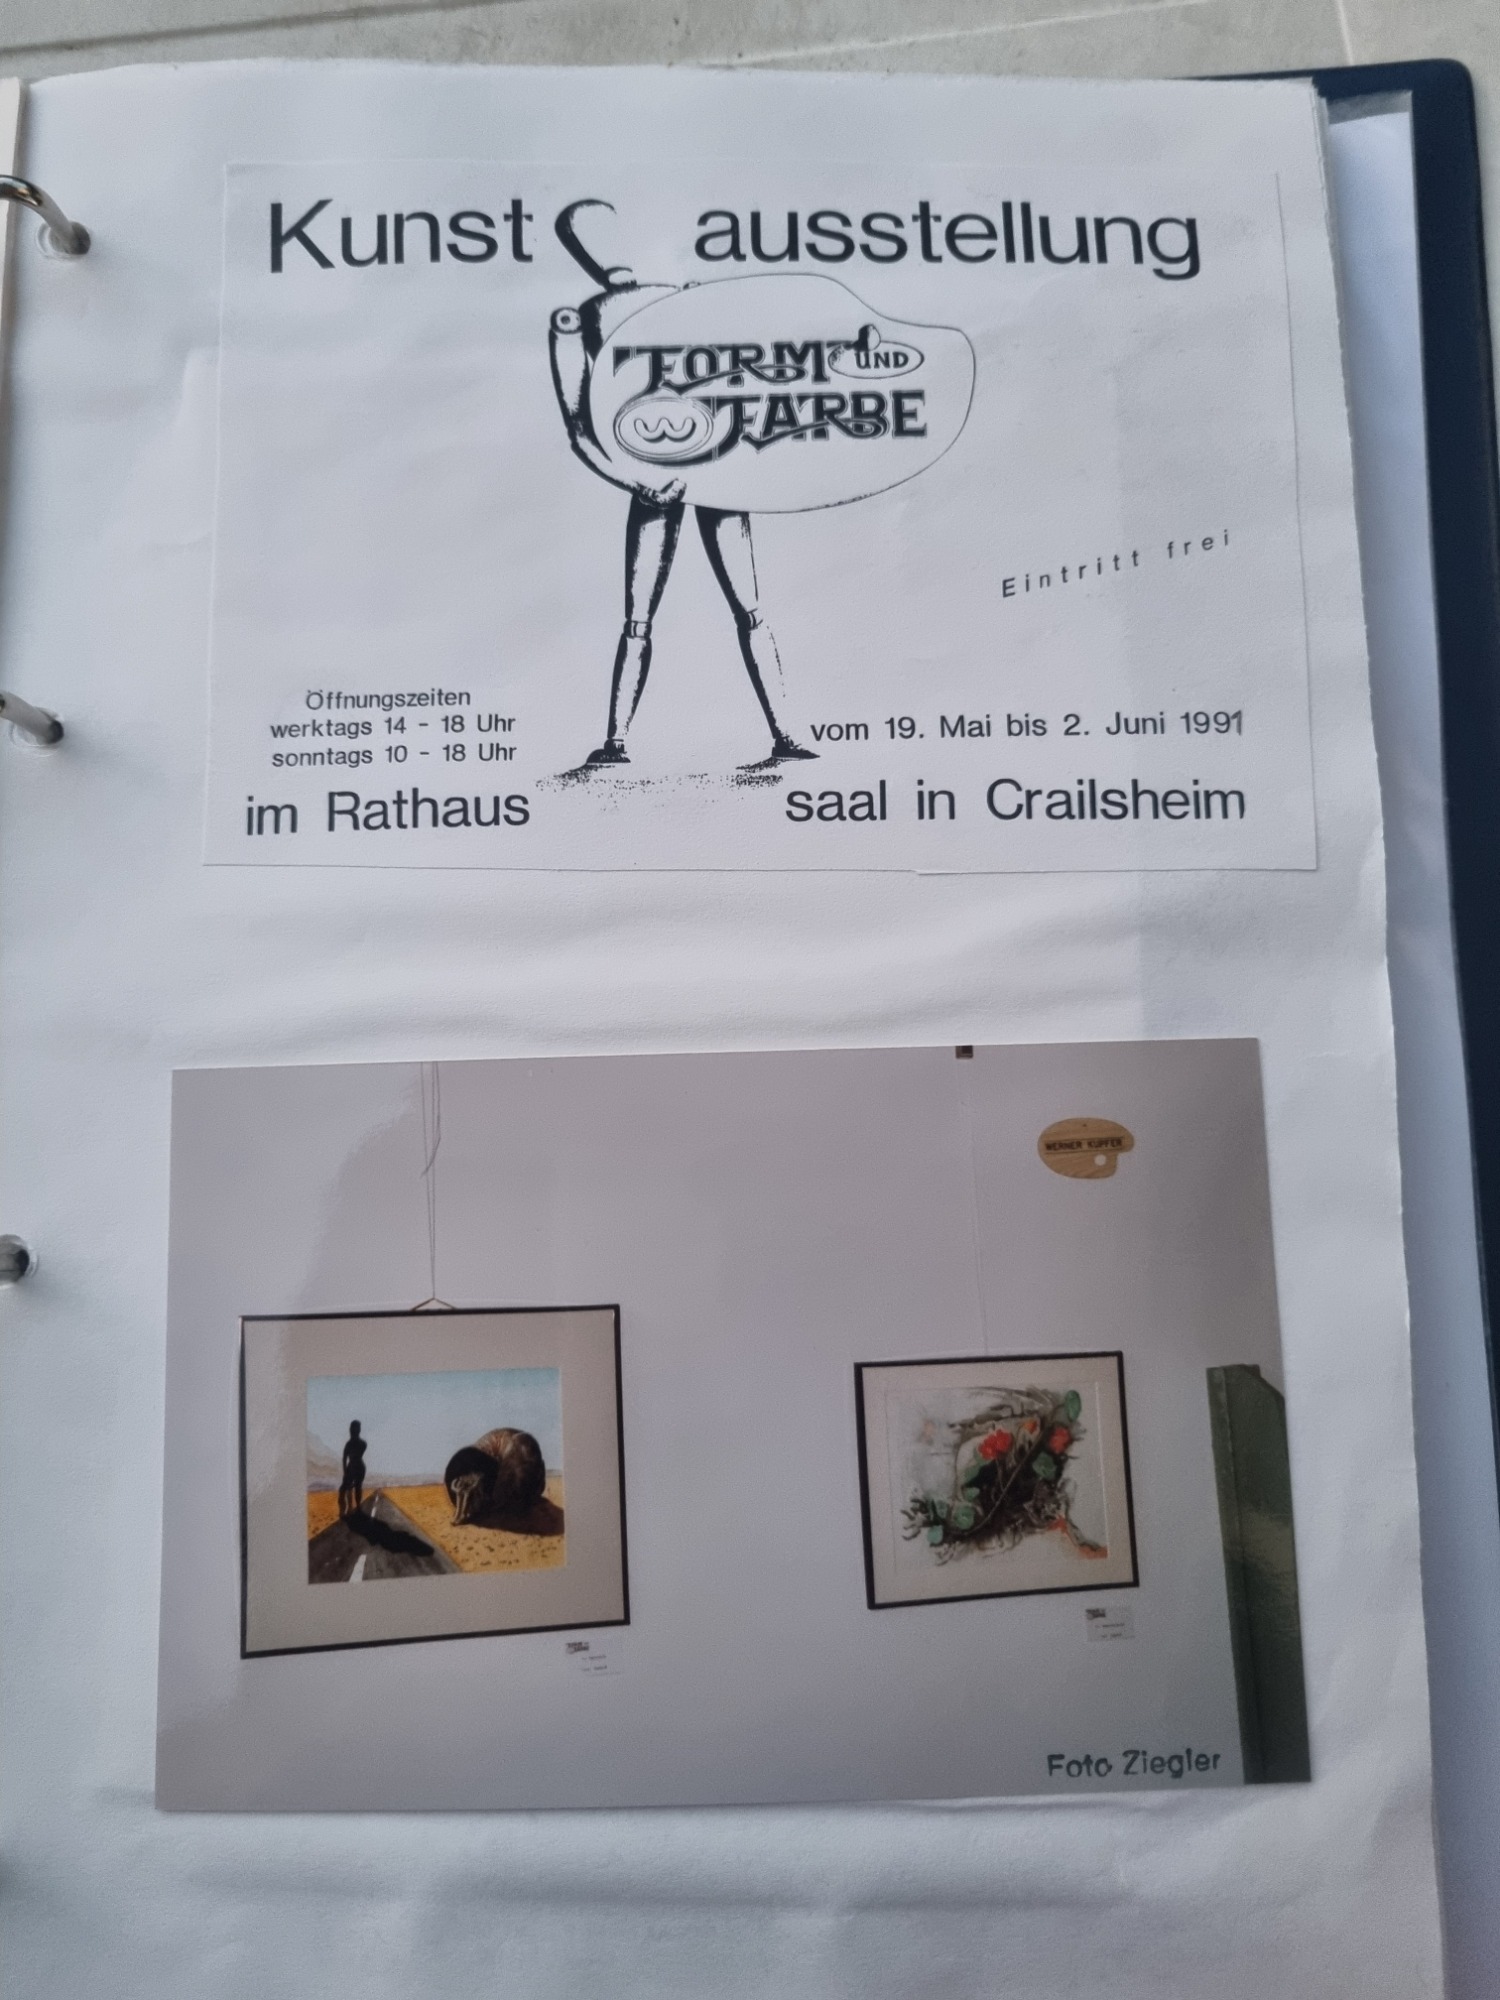 Kunst ausstellung
FORM UND
FARBE
Eintritt frei
Öffnungszeiten
werktags 14 - 18 Uhr
sonntags 10 - 18 Uhr
vom 19. Mai bis 2. Juni 1991
im Rathaus saal in Crailsheim
WERNER KUPFER
Foto Ziegler